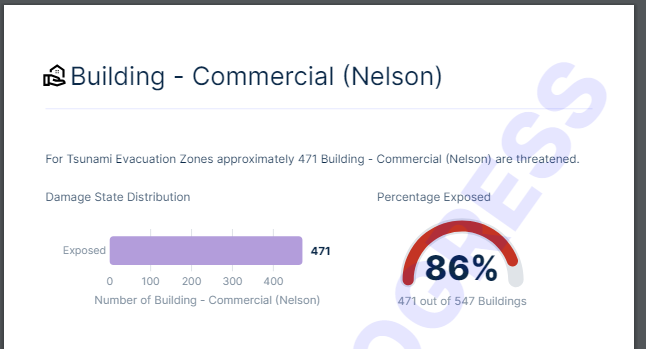 Building - Commercial (Nelson)
For Tsunami Evacuation Zones approximately 471 Building - Commercial (Nelson) are threatened.
Damage State Distribution
Percentage Exposed
Exposed
471
0 100 200 300 400
Number of Building - Commercial (Nelson)
86%
471 out of 547 Buildings
OGRESS